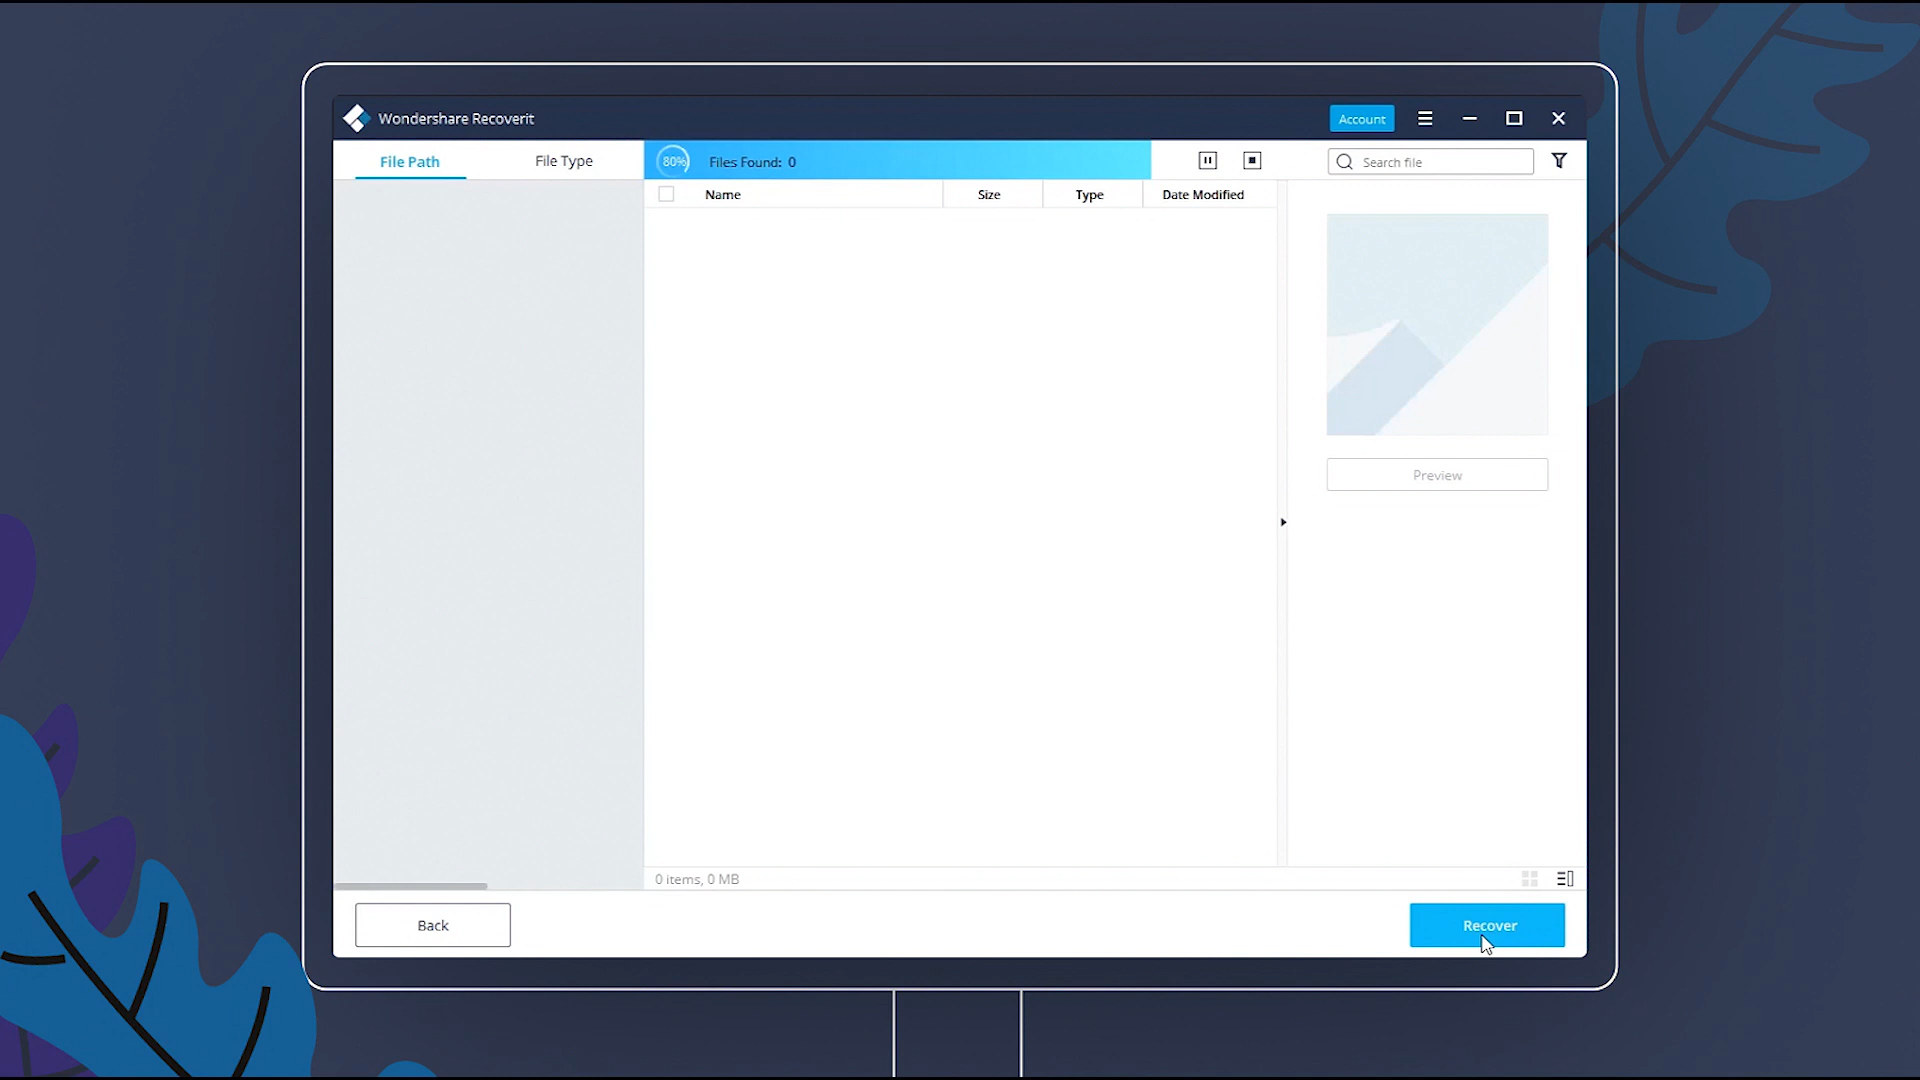 Wondershare Recoverit
Account
File Path
File Type
80%
Files Found: 0
Search file
Name
Size
Type
Date Modified
Preview
0 items, 0 MB
Back
Recover